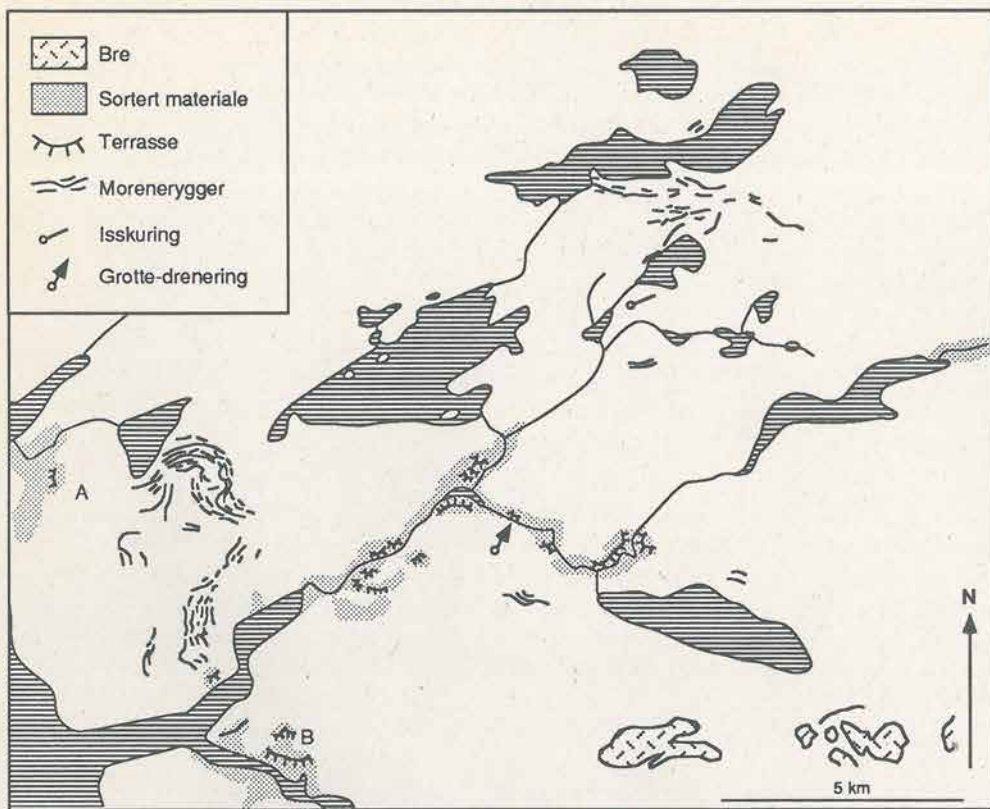 Bre
Sortert materiale
Terrasse
Morenerygger
Isskuring
Grotte-drenering
A
N
B
5 km